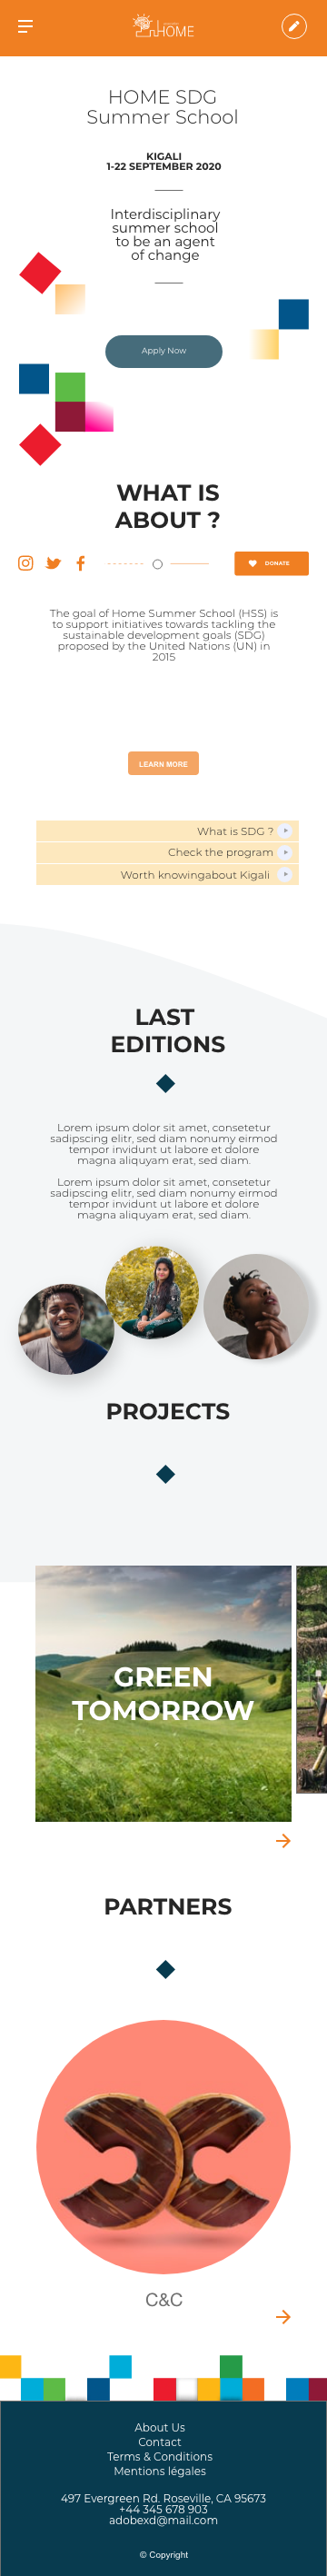 HOME
HOME SDG
Summer School
KIGALI
1-22 SEPTEMBER 2020
Interdisciplinary
summer school
to be an agent
of change
Apply Now
WHAT IS
ABOUT ?
DONATE
The goal of Home Summer School (HSS) is
to support initiatives towards tackling the
sustainable development goals (SDG)
proposed by the United Nations (UN) in
2015
LEARN MORE
What is SDG ?
Check the program
Worth knowingabout Kigali
LAST
EDITIONS
Lorem ipsum dolor sit amet, consetetur
sadipscing elitr, sed diam nonumy eirmod
tempor invidunt ut labore et dolore
magna aliquyam erat, sed diam.
Lorem ipsum dolor sit amet, consetetur
sadipscing elitr, sed diam nonumy eirmod
tempor invidunt ut labore et dolore
magna aliquyam erat, sed diam.
PROJECTS
GREEN
TOMORROW
PARTNERS
C&C
About Us
Contact
Terms & Conditions
Mentions légales
497 Evergreen Rd. Roseville, CA 95673
+44 345 678 903
adobexd@mail.com
© Copyright